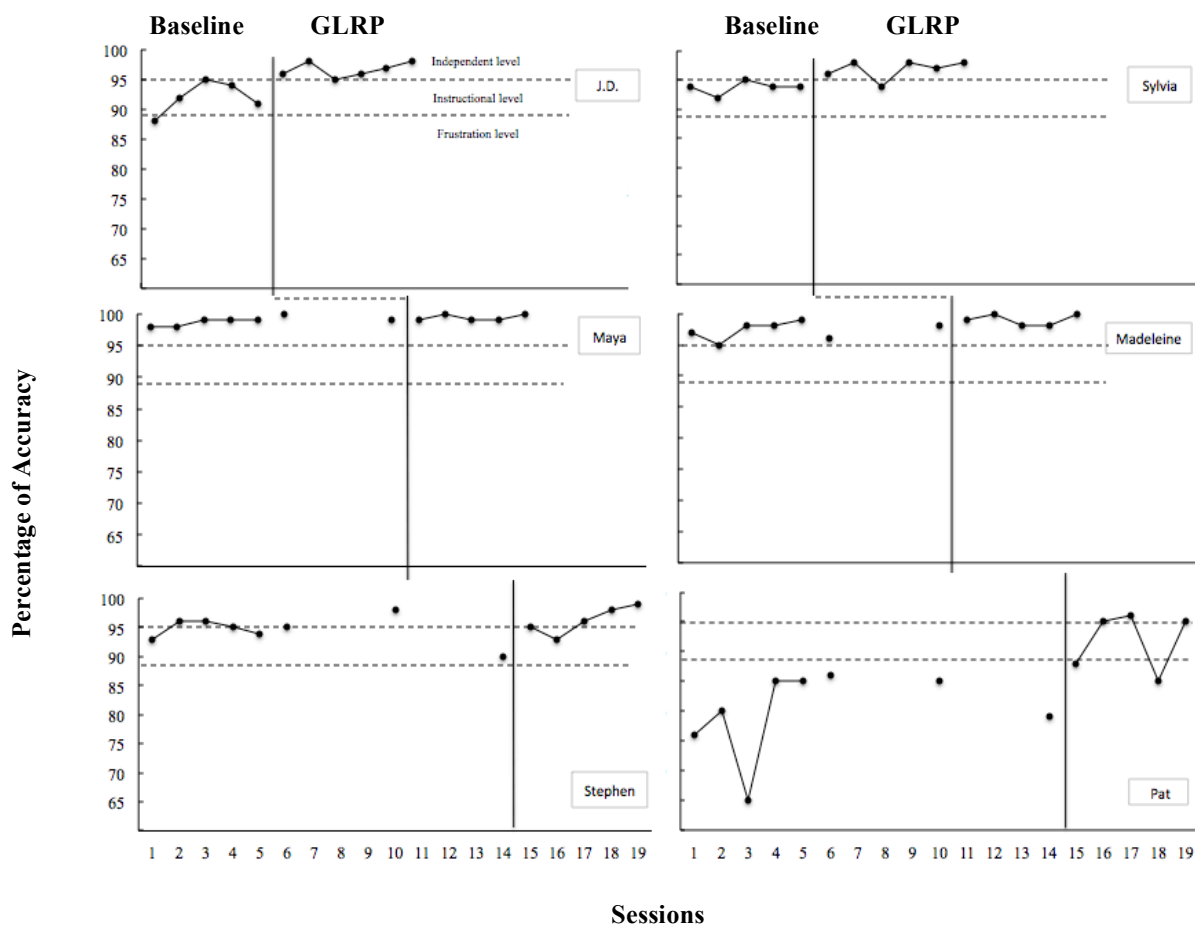 Baseline GLRP
Baseline GLRP
Percentage of Accuracy
100
95
90
85
80
75
70
65
Independent level
Instructional level
Frustration level
J.D.
Sylvia
100
95
90
85
80
75
70
65
Maya
Madeleine
100
95
90
85
80
75
70
65
Stephen
Pat
1 2 3 4 5 6 7 8 9 10 11 12 13 14 15 16 17 18 19
1 2 3 4 5 6 7 8 9 10 11 12 13 14 15 16 17 18 19
Sessions